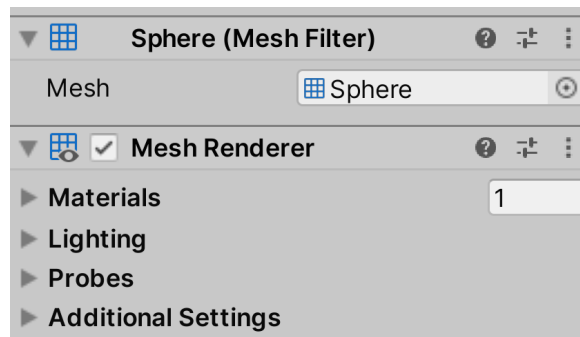 Sphere (Mesh Filter)
Mesh Sphere
Mesh Renderer
Materials 1
Lighting
Probes
Additional Settings